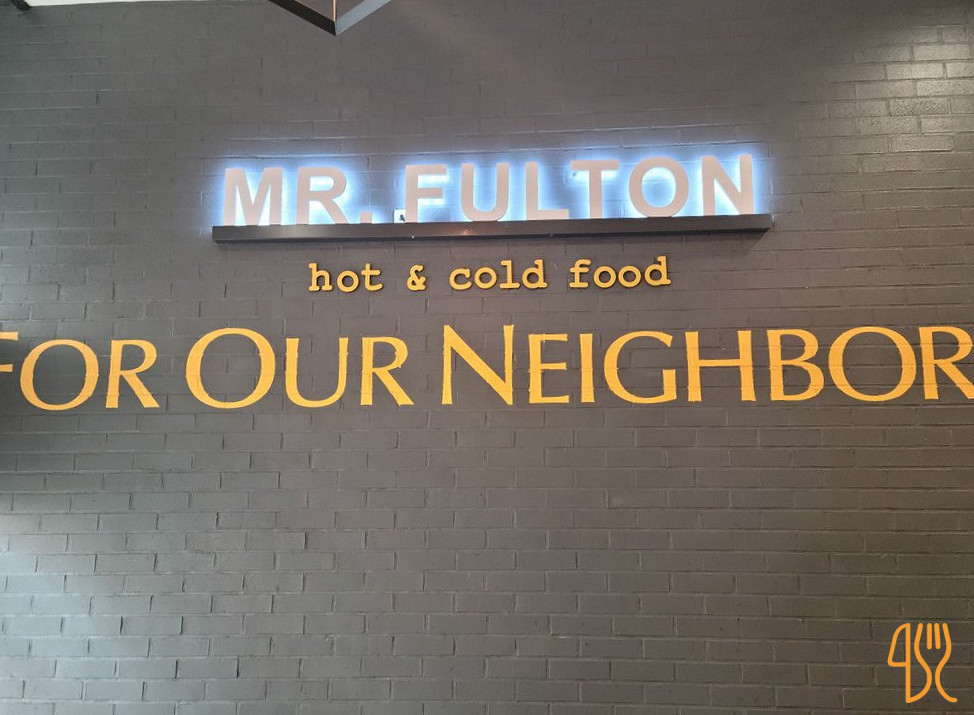 MR. FULTON
hot & cold food
FOR OUR NEIGHBOR